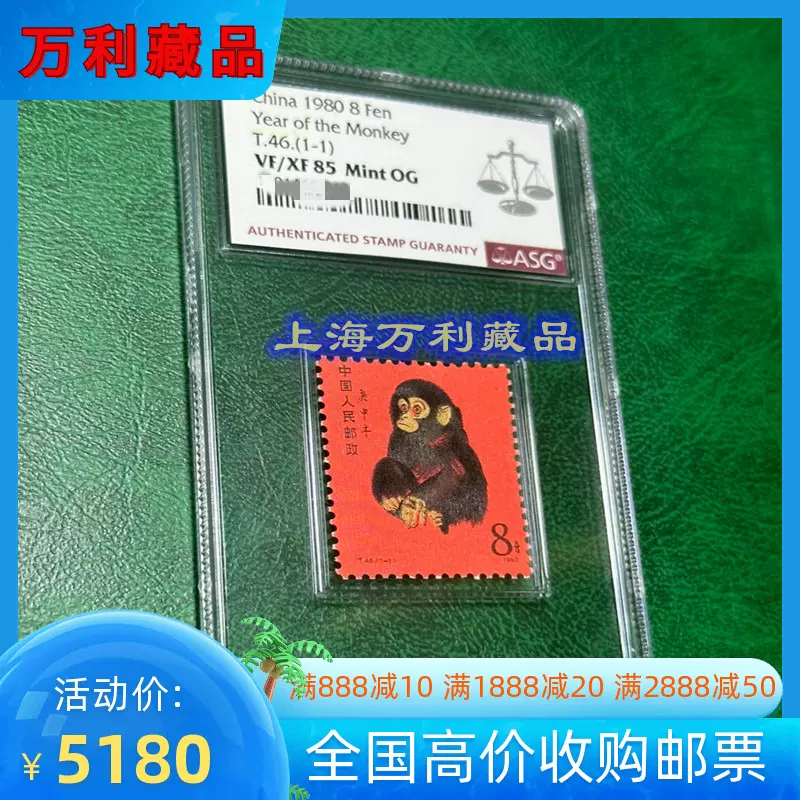 万利藏品
China 1980 8 Fen
Year of the Monkey
T.46.(1-1)
VF/XF 85 Mint OG
AUTHENTICATED STAMP GUARANTY
ASG®
上海万利藏品
中国人民邮政
庚申年
8分
T.46.(1-1)
1980
活动价:
¥5180
满888减10 满1888减20 满2888减50
全国高价收购邮票